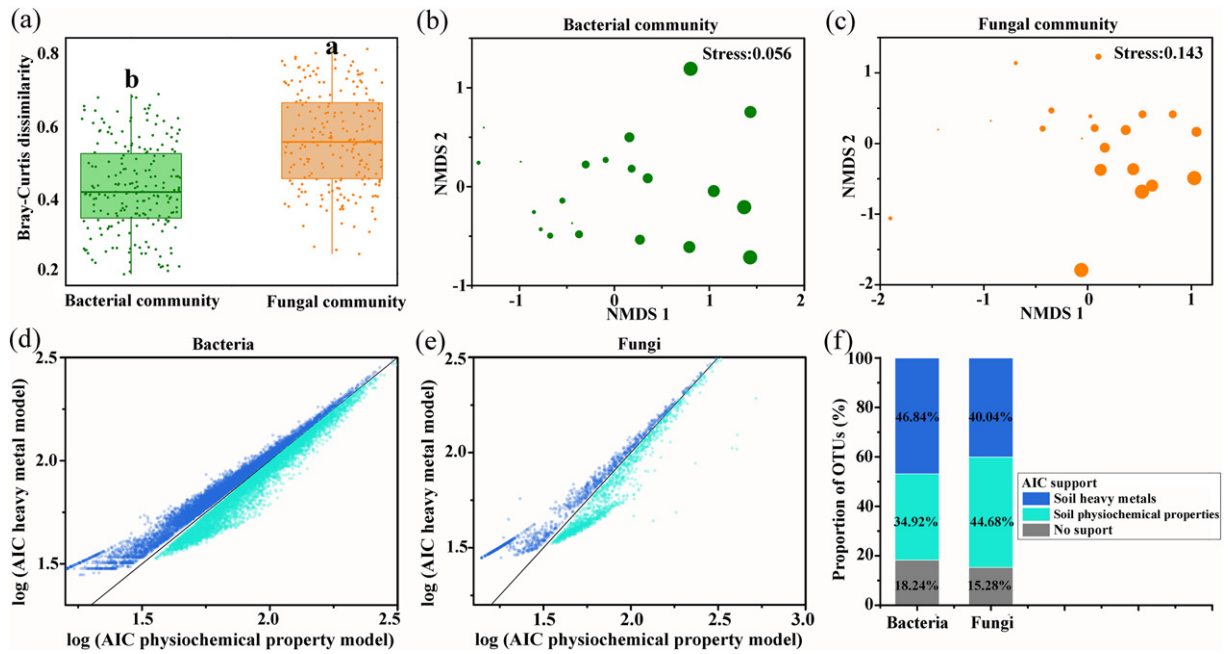 (a)
Bray-Curtis dissimilarity
0.8
0.6
0.4
0.2
b
a
Bacterial community
Fungal community
(b)
Bacterial community
Stress:0.056
NMDS 2
1
0
-1
-1
0
1
2
NMDS 1
(c)
Fungal community
Stress:0.143
NMDS 2
1
0
-1
-2
-2
-1
0
1
NMDS 1
(d)
Bacteria
log (AIC heavy metal model)
2.5
2.0
1.5
1.5
2.0
2.5
log (AIC physiochemical property model)
(e)
Fungi
log (AIC heavy metal model)
2.5
2.0
1.5
1.5
2.0
2.5
3.0
log (AIC physiochemical property model)
(f)
Proportion of OTUs (%)
100
80
60
40
20
0
46.84%
40.04%
34.92%
44.68%
18.24%
15.28%
Bacteria
Fungi
AIC support
Soil heavy metals
Soil physiochemical properties
No suport